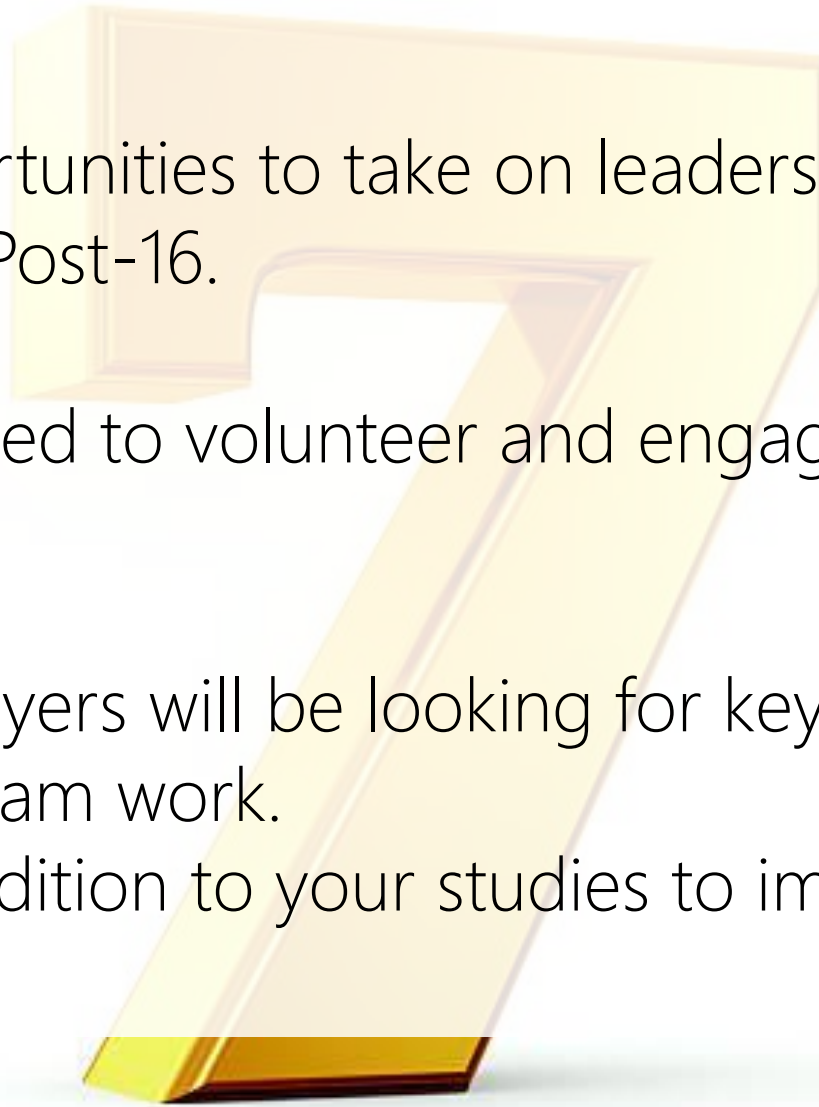 rtunities to take on leaders
Post-16.
ed to volunteer and engag
yers will be looking for key
am work.
dition to your studies to im
7